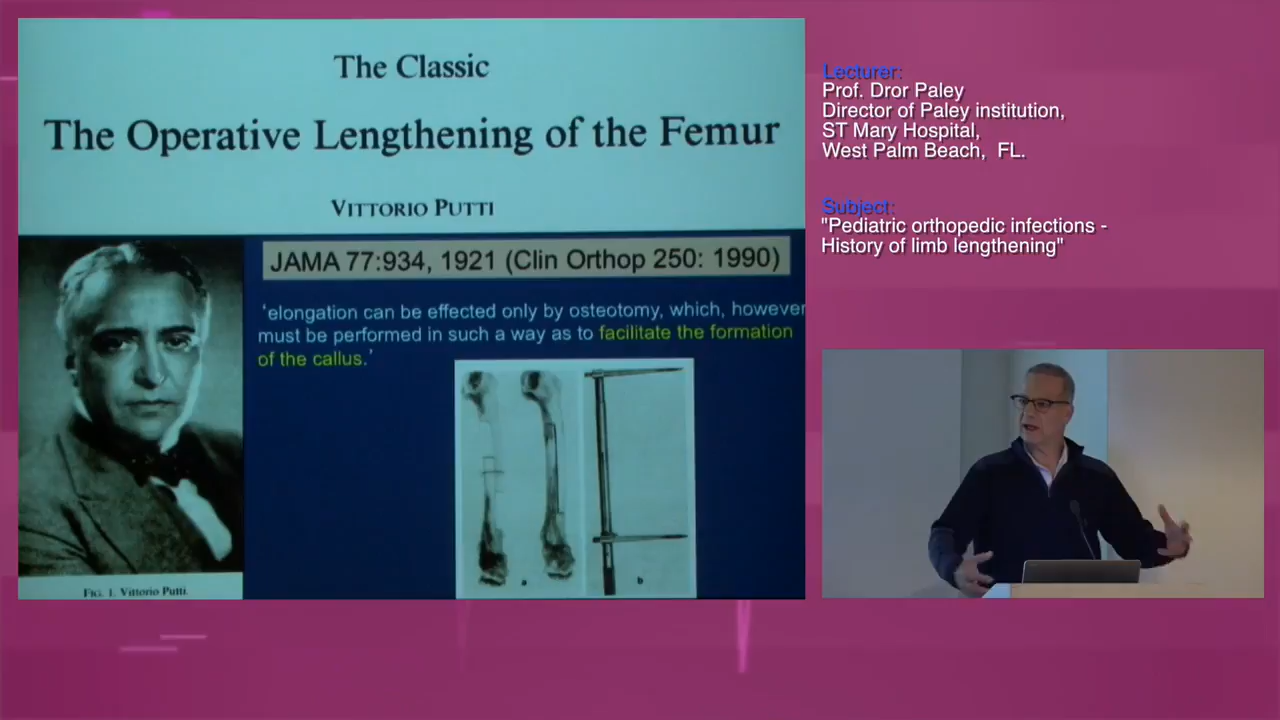 The Classic
The Operative Lengthening of the Femur
VITTORIO PUTTI
JAMA 77:934, 1921 (Clin Orthop 250: 1990)
'elongation can be effected only by osteotomy, which, however
must be performed in such a way as to facilitate the formation
of the callus.'
a
b
FIG. 1. Vittorio Putti.
Lecturer:
Prof. Dror Paley
Director of Paley institution,
ST Mary Hospital,
West Palm Beach, FL.
Subject:
"Pediatric orthopedic infections -
History of limb lengthening"